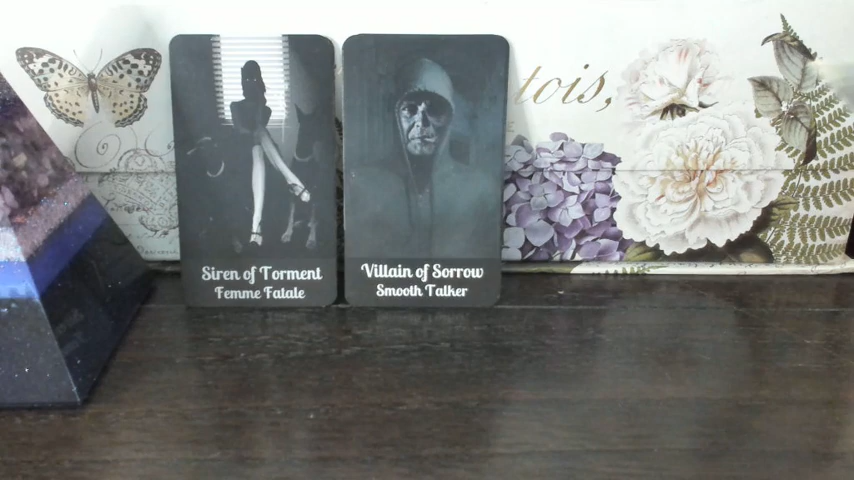 tois,
Siren of Torment
Femme Fatale
Villain of Sorrow
Smooth Talker